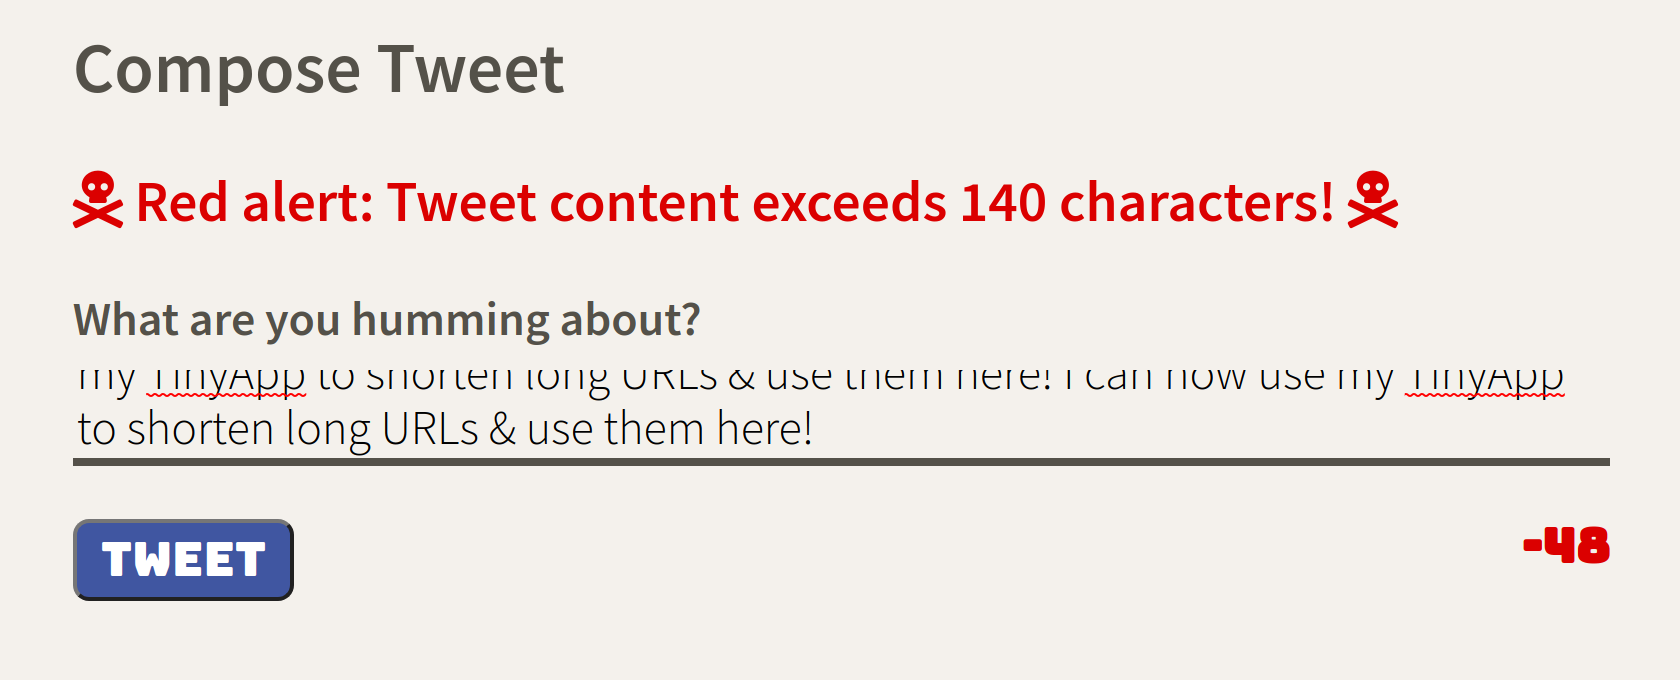 Compose Tweet
Red alert: Tweet content exceeds 140 characters!
What are you humming about?
my TinyApp to shorten long URLs & use them here! I can now use my TinyApp
to shorten long URLs & use them here!
TWEET
-48